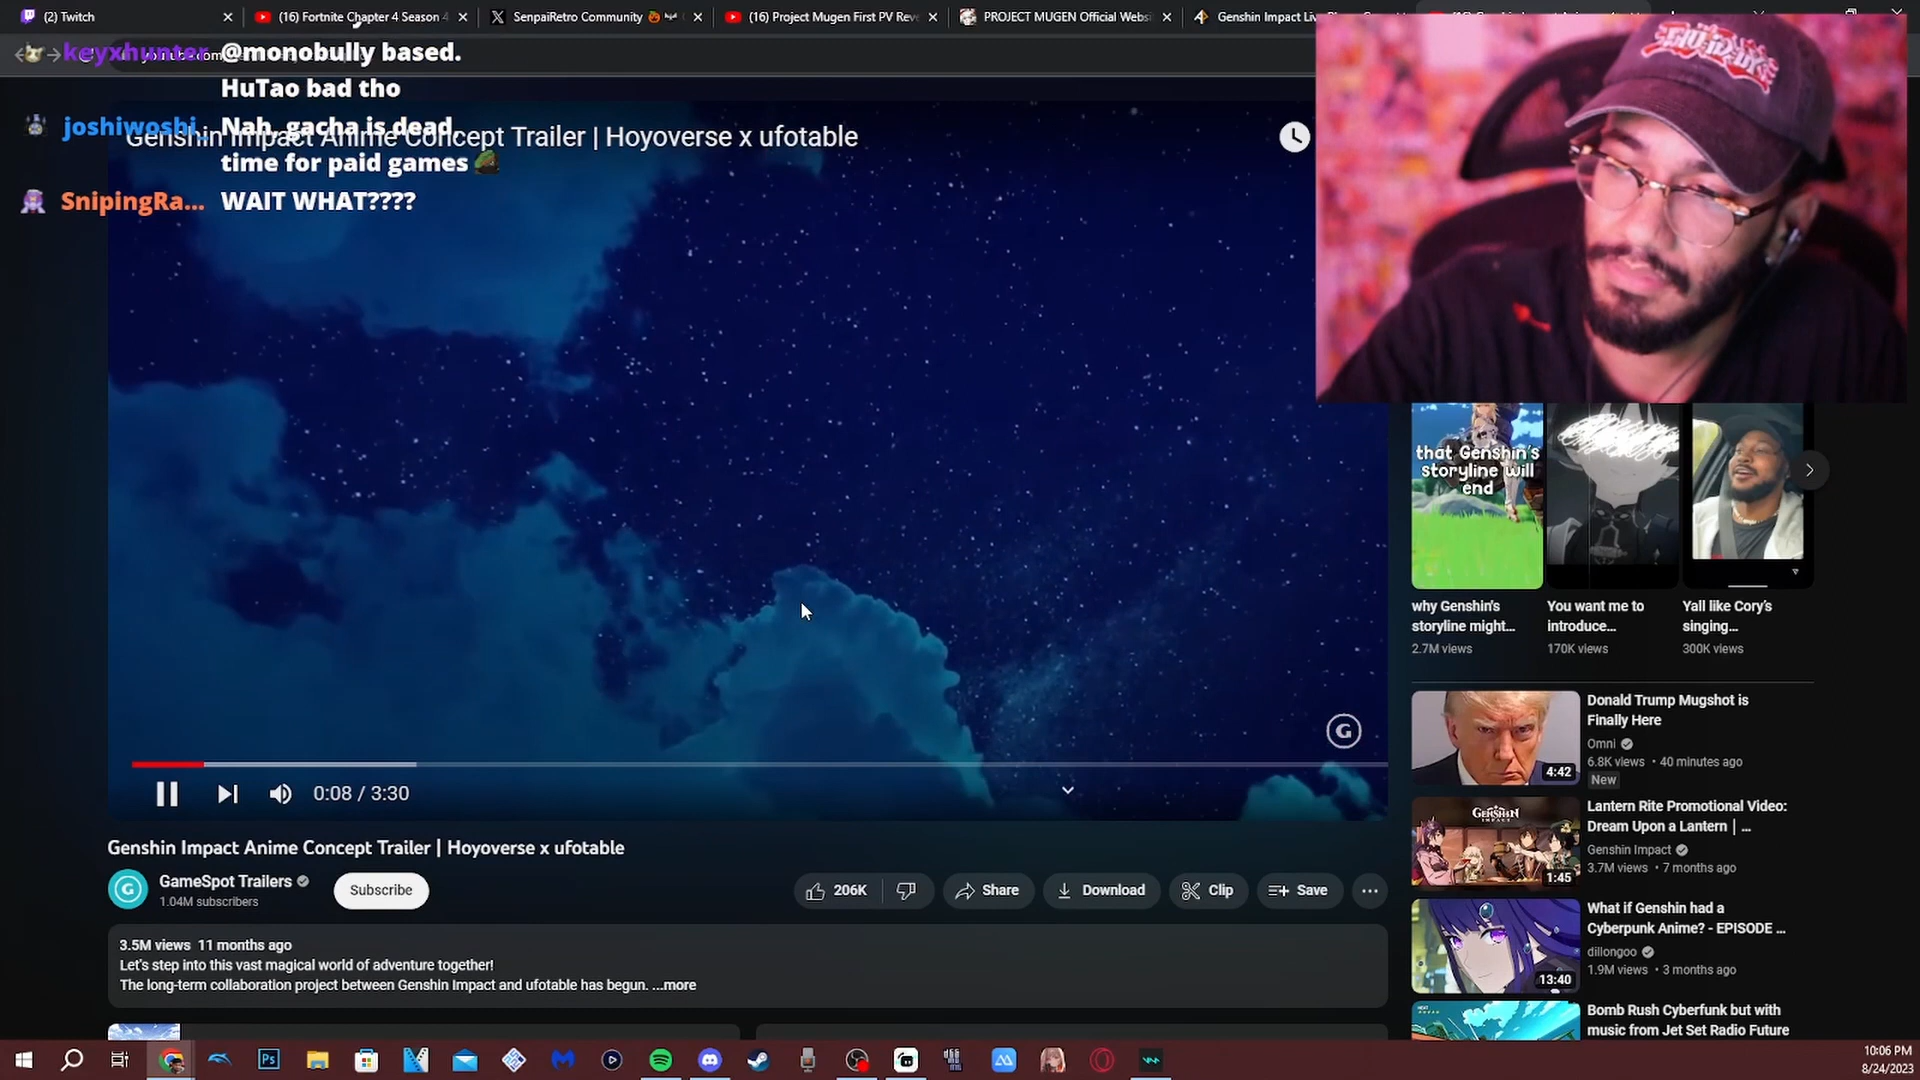 (2) Twitch
(16) Fortnite Chapter 4 Season 4
SenpaiRetro Community
(16) Project Mugen First PV Rev
PROJECT MUGEN Official Webs
keyxhunter @monobully based.
HuTao bad tho
joshiwoshi... Nah, gacha is dead,
time for paid games
SnipingRa... WAIT WHAT????
Genshin Impact Anime Concept Trailer | Hoyoverse x ufotable
that Genshin's
storyline will
end
why Genshin's
storyline might...
2.7M views
You want me to
introduce...
170K views
Yall like Cory's
singing...
300K views
G
0:08 / 3:30
Genshin Impact Anime Concept Trailer | Hoyoverse x ufotable
G
GameSpot Trailers
1.04M subscribers
Subscribe
206K
Share
Download
Clip
Save
3.5M views 11 months ago
Let's step into this vast magical world of adventure together!
The long-term collaboration project between Genshin Impact and ufotable has begun. ...more
4:42
Donald Trump Mugshot is
Finally Here
Omni
6.8K views • 40 minutes ago
New
GENSHIN
1:45
Lantern Rite Promotional Video:
Dream Upon a Lantern | ...
Genshin Impact
3.7M views • 7 months ago
13:40
What if Genshin had a
Cyberpunk Anime? - EPISODE ...
dillongoo
1.9M views • 3 months ago
Bomb Rush Cyberfunk but with
music from Jet Set Radio Future
Ps
10:06 PM
8/24/2023